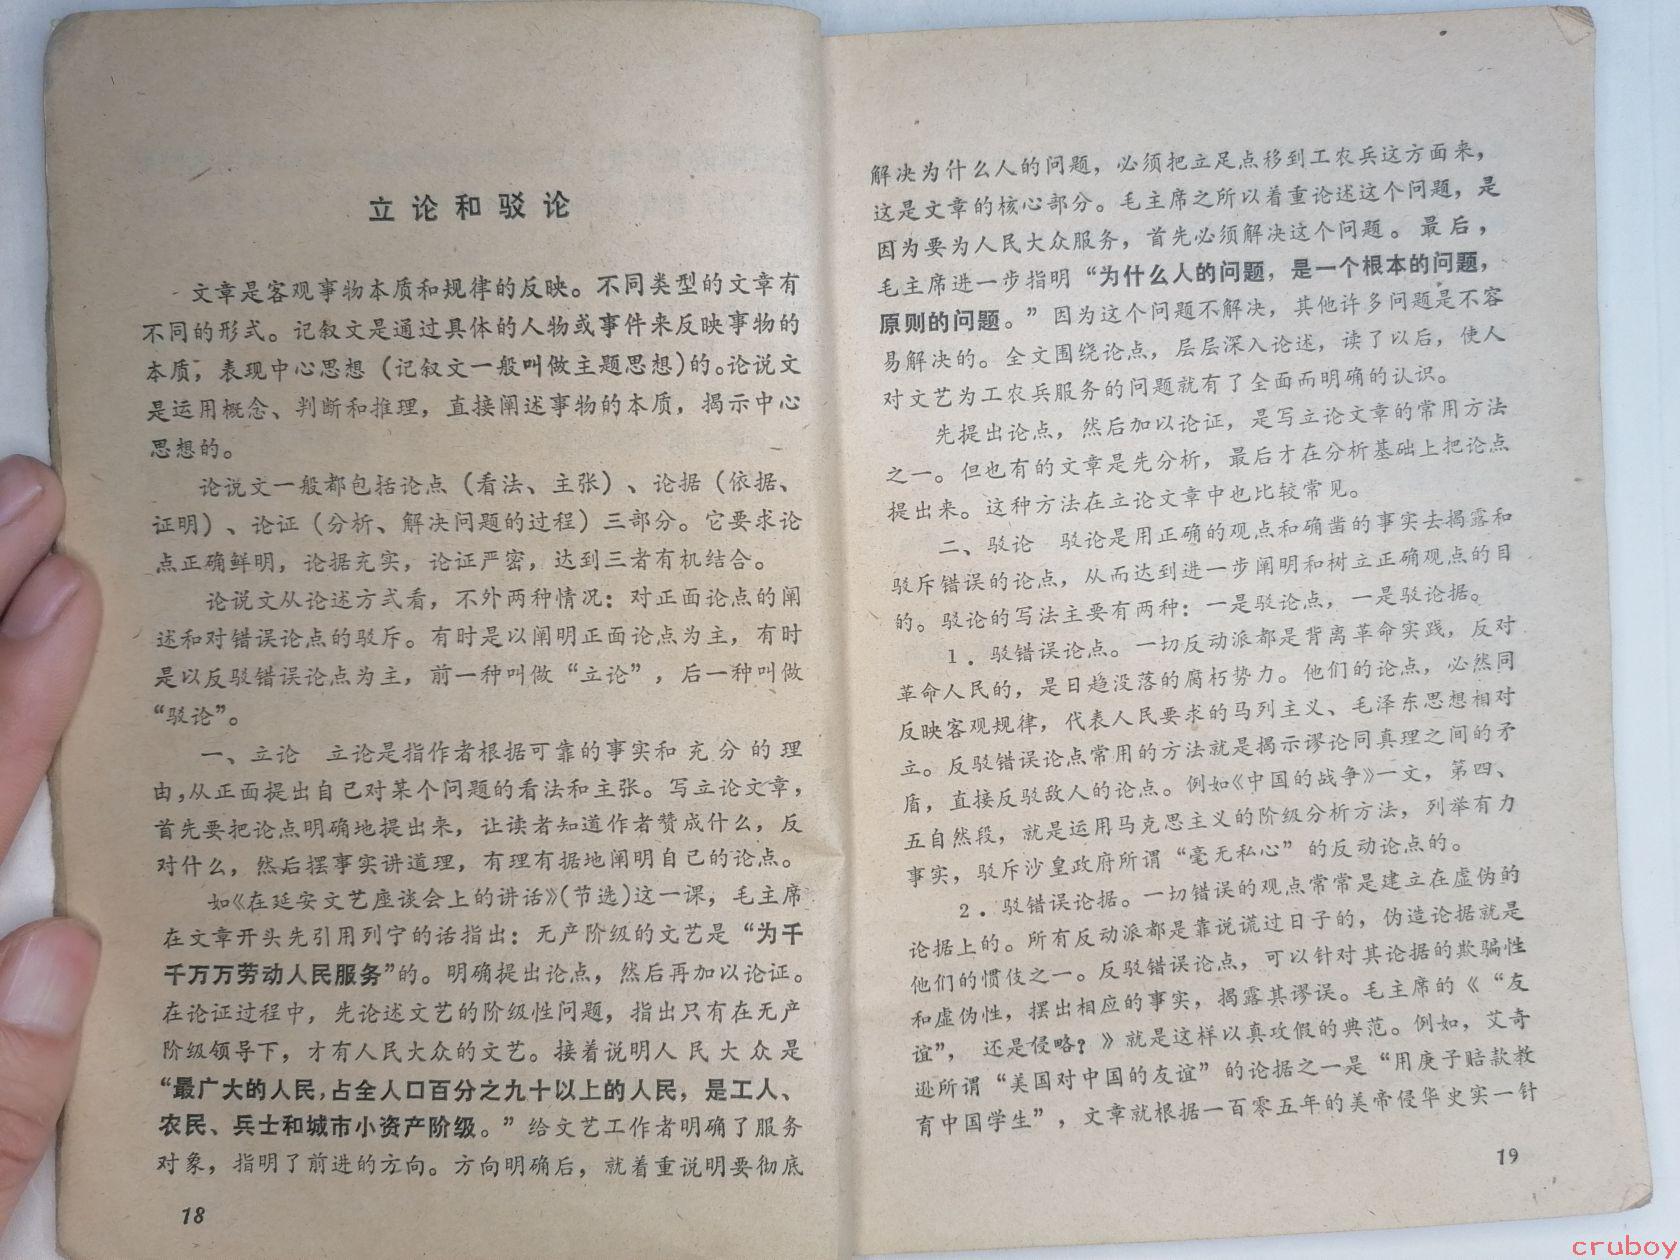 立论和驳论
文章是客观事物本质和规律的反映。不同类型的文章有
不同的形式。记叙文是通过具体的人物或事件来反映事物的
本质，表现中心思想（记叙文一般叫做主题思想）的。论说文
是运用概念、判断和推理，直接阐述事物的本质，揭示中心
思想的。
论说文一般都包括论点（看法、主张）、论据（依据、
证明）、论证（分析、解决问题的过程）三部分。它要求论
点正确鲜明，论据充实，论证严密，达到三者有机结合。
论说文从论述方式看，不外两种情况：对正面论点的阐
述和对错误论点的驳斥。有时是以阐明正面论点为主，有时
是以反驳错误论点为主，前一种叫做“立论”，后一种叫做
“驳论”。
一、立论　立论是指作者根据可靠的事实和充分的理
由，从正面提出自己对某个问题的看法和主张。写立论文章，
首先要把论点明确地提出来，让读者知道作者赞成什么，反
对什么，然后摆事实讲道理，有理有据地阐明自己的论点。
如《在延安文艺座谈会上的讲话》（节选）这一课，毛主席
在文章开头先引用列宁的话指出：无产阶级的文艺是“为千
千万万劳动人民服务”的。明确提出论点，然后再加以论证。
在论证过程中，先论述文艺的阶级性问题，指出只有在无产
阶级领导下，才有人民大众的文艺。接着说明人民大众是
“最广大的人民，占全人口百分之九十以上的人民，是工人、
农民、兵士和城市小资产阶级。”给文艺工作者明确了服务
对象，指明了前进的方向。方向明确后，就着重说明要彻底
18
解决为什么人的问题，必须把立足点移到工农兵这方面来，
这是文章的核心部分。毛主席之所以着重论述这个问题，是
因为要为人民大众服务，首先必须解决这个问题。最后，
毛主席进一步指明“为什么人的问题，是一个根本的问题，
原则的问题。”因为这个问题不解决，其他许多问题是不容
易解决的。全文围绕论点，层层深入论述，读了以后，使人
对文艺为工农兵服务的问题就有了全面而明确的认识。
先提出论点，然后加以论证，是写立论文章的常用方法
之一。但也有的文章是先分析，最后才在分析基础上把论点
提出来。这种方法在立论文章中也比较常见。
二、驳论　驳论是用正确的观点和确凿的事实去揭露和
驳斥错误的论点，从而达到进一步阐明和树立正确观点的目
的。驳论的写法主要有两种：一是驳论点，一是驳论据。
1．驳错误论点。一切反动派都是背离革命实践，反对
革命人民的，是日趋没落的腐朽势力。他们的论点，必然同
反映客观规律，代表人民要求的马列主义、毛泽东思想相对
立。反驳错误论点常用的方法就是揭示谬论同真理之间的矛
盾，直接反驳敌人的论点。例如《中国的战争》一文，第四、
五自然段，就是运用马克思主义的阶级分析方法，列举有力
事实，驳斥沙皇政府所谓“毫无私心”的反动论点的。
2．驳错误论据。一切错误的观点常常是建立在虚伪的
论据上的。所有反动派都是靠说谎过日子的，伪造论据就是
他们的惯伎之一。反驳错误论点，可以针对其论据的欺骗性
和虚伪性，摆出相应的事实，揭露其谬误。毛主席的《“友
谊”，还是侵略？》就是这样以真攻假的典范。例如，艾奇
逊所谓“美国对中国的友谊”的论据之一是“用庚子赔款教
育中国学生”，文章就根据一百零五年的美帝侵华史实一针
19
cruboy